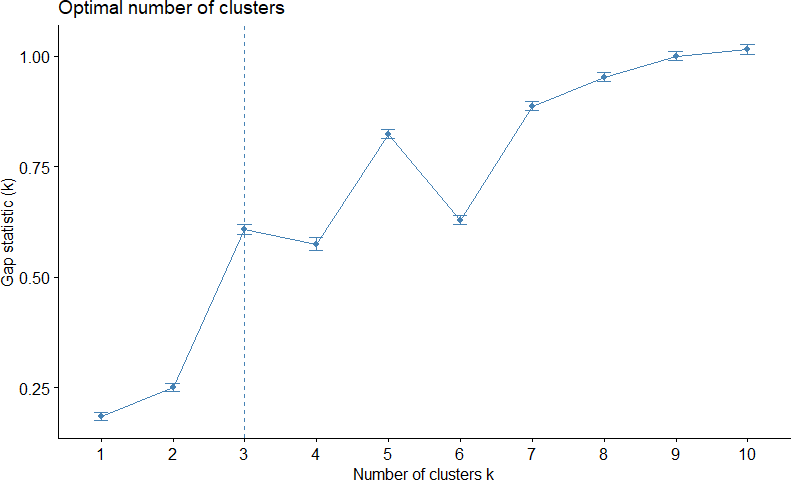 Optimal number of clusters
Gap statistic (k)
1.00
0.75
0.50
0.25
1 2 3 4 5 6 7 8 9 10
Number of clusters k